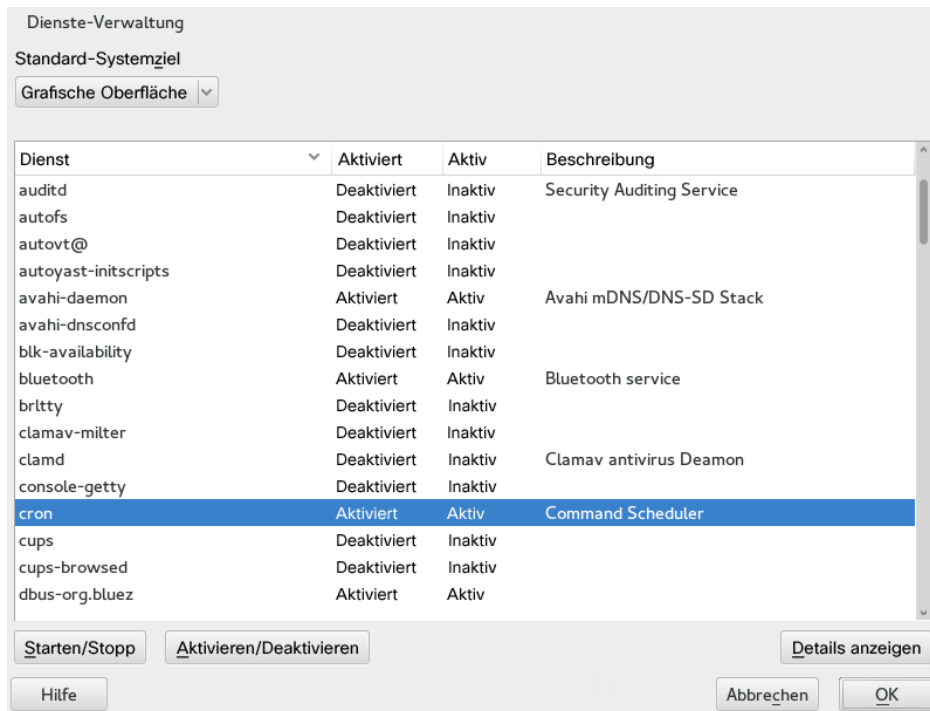 Dienste-Verwaltung
Standard-Systemziel
Grafische Oberfläche
Dienst Aktiviert Aktiv Beschreibung
auditd Deaktiviert Inaktiv Security Auditing Service
autofs Deaktiviert Inaktiv
autovt@ Deaktiviert Inaktiv
autoyast-initscripts Deaktiviert Inaktiv
avahi-daemon Aktiviert Aktiv Avahi mDNS/DNS-SD Stack
avahi-dnsconfd Deaktiviert Inaktiv
blk-availability Deaktiviert Inaktiv
bluetooth Aktiviert Aktiv Bluetooth service
brltty Deaktiviert Inaktiv
clamav-milter Deaktiviert Inaktiv
clamd Deaktiviert Inaktiv Clamav antivirus Deamon
console-getty Deaktiviert Inaktiv
cron Aktiviert Aktiv Command Scheduler
cups Deaktiviert Inaktiv
cups-browsed Deaktiviert Inaktiv
dbus-org.bluez Aktiviert Aktiv
Starten/Stopp Aktivieren/Deaktivieren Details anzeigen
Hilfe Abbrechen OK